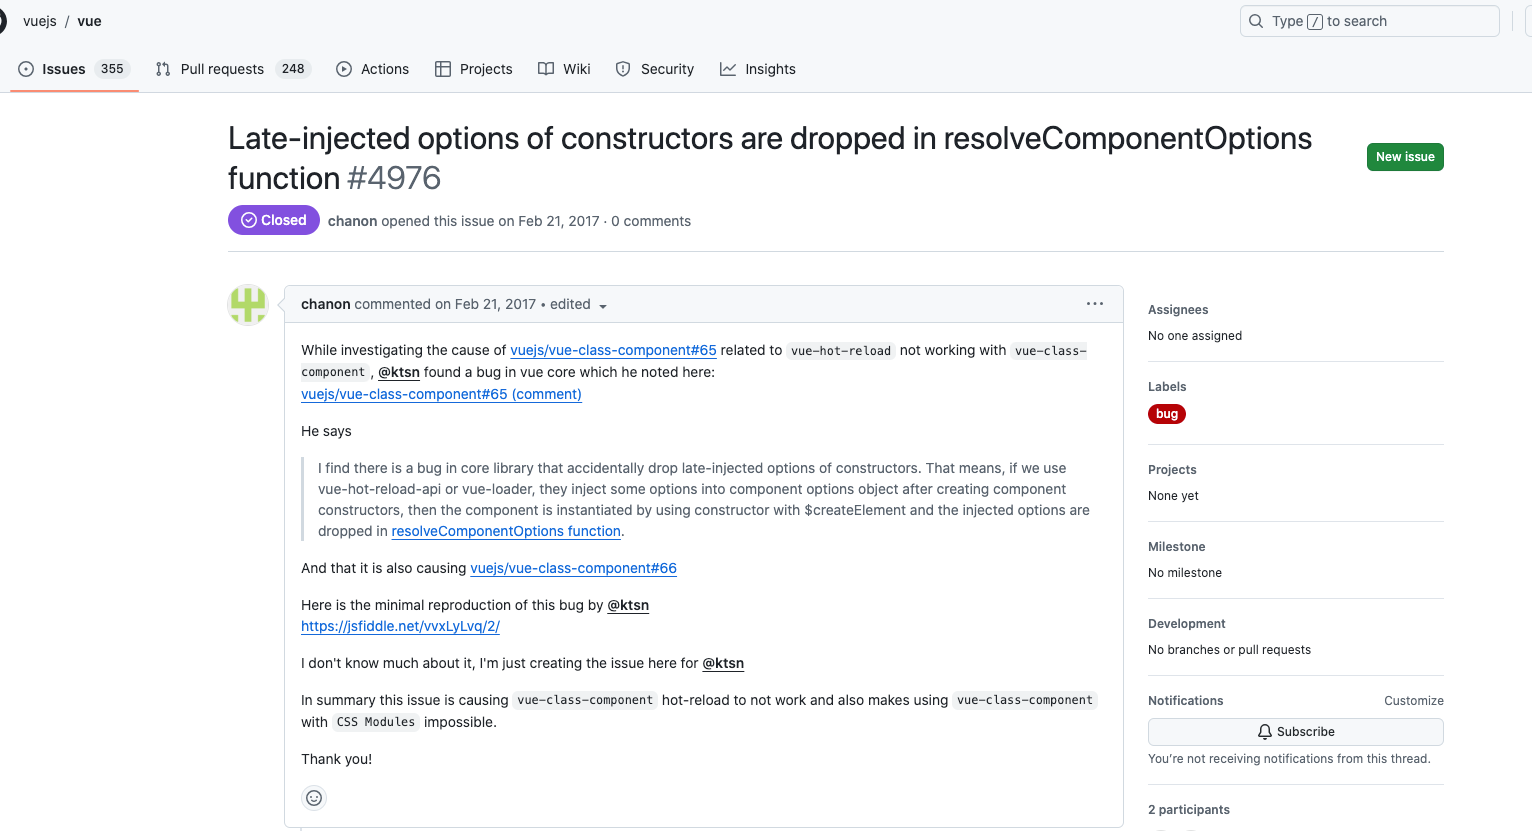 vuejs / vue
Type / to search
Issues 355 Pull requests 248 Actions Projects Wiki Security Insights
Late-injected options of constructors are dropped in resolveComponentOptions
function #4976
New issue
Closed chanon opened this issue on Feb 21, 2017 · 0 comments
chanon commented on Feb 21, 2017 • edited
While investigating the cause of vuejs/vue-class-component#65 related to vue-hot-reload not working with vue-class-
component, @ktsn found a bug in vue core which he noted here:
vuejs/vue-class-component#65 (comment)
He says
I find there is a bug in core library that accidentally drop late-injected options of constructors. That means, if we use
vue-hot-reload-api or vue-loader, they inject some options into component options object after creating component
constructors, then the component is instantiated by using constructor with $createElement and the injected options are
dropped in resolveComponentOptions function.
And that it is also causing vuejs/vue-class-component#66
Here is the minimal reproduction of this bug by @ktsn
https://jsfiddle.net/vvxLyLvq/2/
I don't know much about it, I'm just creating the issue here for @ktsn
In summary this issue is causing vue-class-component hot-reload to not work and also makes using vue-class-component
with CSS Modules impossible.
Thank you!
Assignees
No one assigned
Labels
bug
Projects
None yet
Milestone
No milestone
Development
No branches or pull requests
Notifications Customize
Subscribe
You're not receiving notifications from this thread.
2 participants